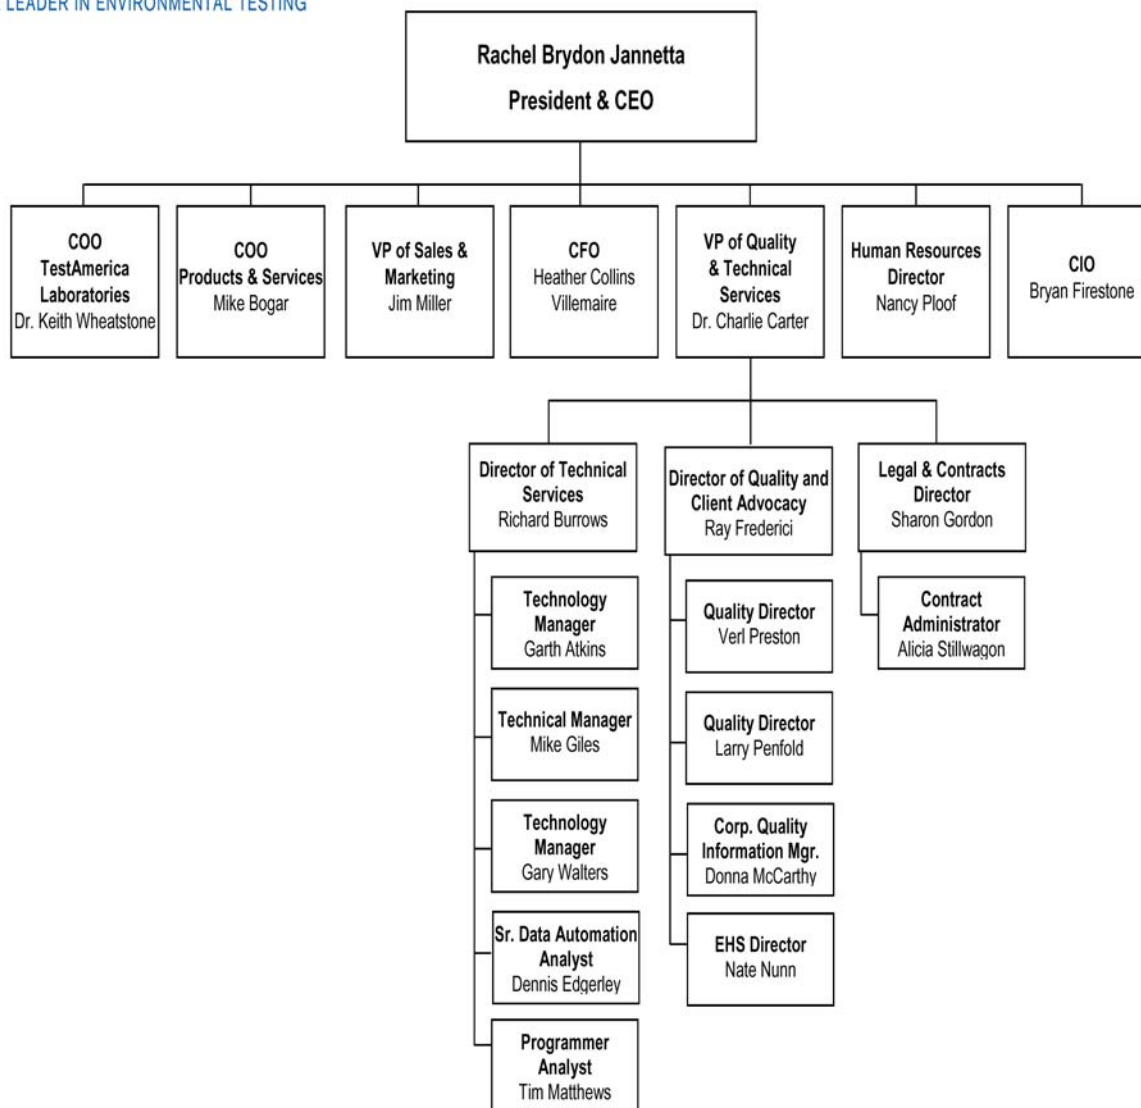 LEADER IN ENVIRONMENTAL TESTING
Rachel Brydon Jannetta
President & CEO
COO
TestAmerica
Laboratories
Dr. Keith Wheatstone
COO
Products & Services
Mike Bogar
VP of Sales &
Marketing
Jim Miller
CFO
Heather Collins
Villemaire
VP of Quality
& Technical
Services
Dr. Charlie Carter
Human Resources
Director
Nancy Ploof
CIO
Bryan Firestone
Director of Technical
Services
Richard Burrows
Technology
Manager
Garth Atkins
Technical Manager
Mike Giles
Technology
Manager
Gary Walters
Sr. Data Automation
Analyst
Dennis Edgerley
Programmer
Analyst
Tim Matthews
Director of Quality and
Client Advocacy
Ray Frederici
Quality Director
Verl Preston
Quality Director
Larry Penfold
Corp. Quality
Information Mgr.
Donna McCarthy
EHS Director
Nate Nunn
Legal & Contracts
Director
Sharon Gordon
Contract
Administrator
Alicia Stillwagon